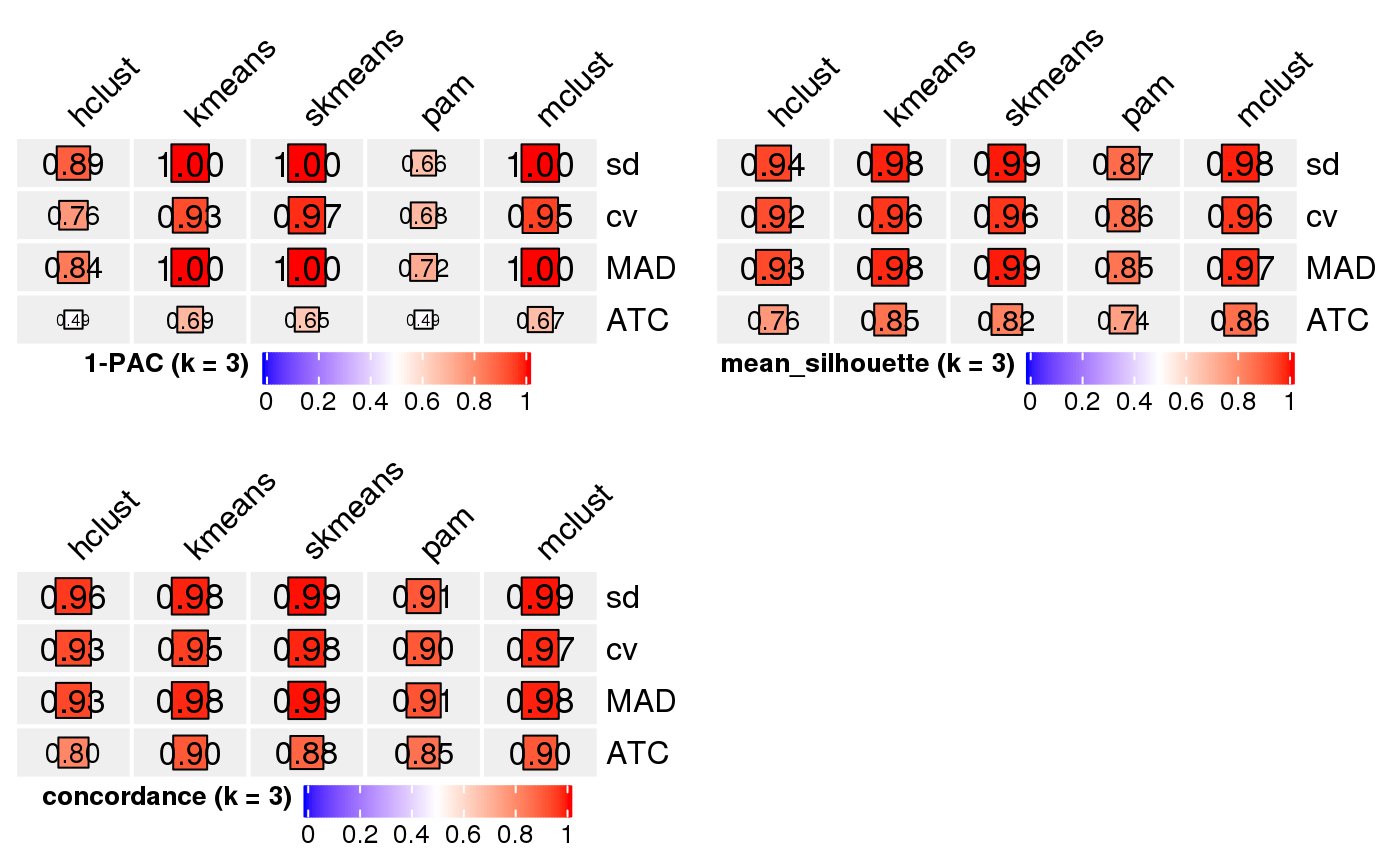 hclust kmeans skmeans pam mclust
0.89 1.00 1.00 0.66 1.00 sd
0.76 0.93 0.97 0.68 0.95 cv
0.84 1.00 1.00 0.72 1.00 MAD
0.49 0.69 0.65 0.49 0.67 ATC
1-PAC (k = 3)
0 0.2 0.4 0.6 0.8 1
hclust kmeans skmeans pam mclust
0.94 0.98 0.99 0.87 0.98 sd
0.92 0.96 0.96 0.86 0.96 cv
0.93 0.98 0.99 0.85 0.97 MAD
0.76 0.85 0.82 0.74 0.86 ATC
mean_silhouette (k = 3)
0 0.2 0.4 0.6 0.8 1
hclust kmeans skmeans pam mclust
0.96 0.98 0.99 0.91 0.99 sd
0.93 0.95 0.98 0.90 0.97 cv
0.93 0.98 0.99 0.91 0.98 MAD
0.80 0.90 0.88 0.85 0.90 ATC
concordance (k = 3)
0 0.2 0.4 0.6 0.8 1